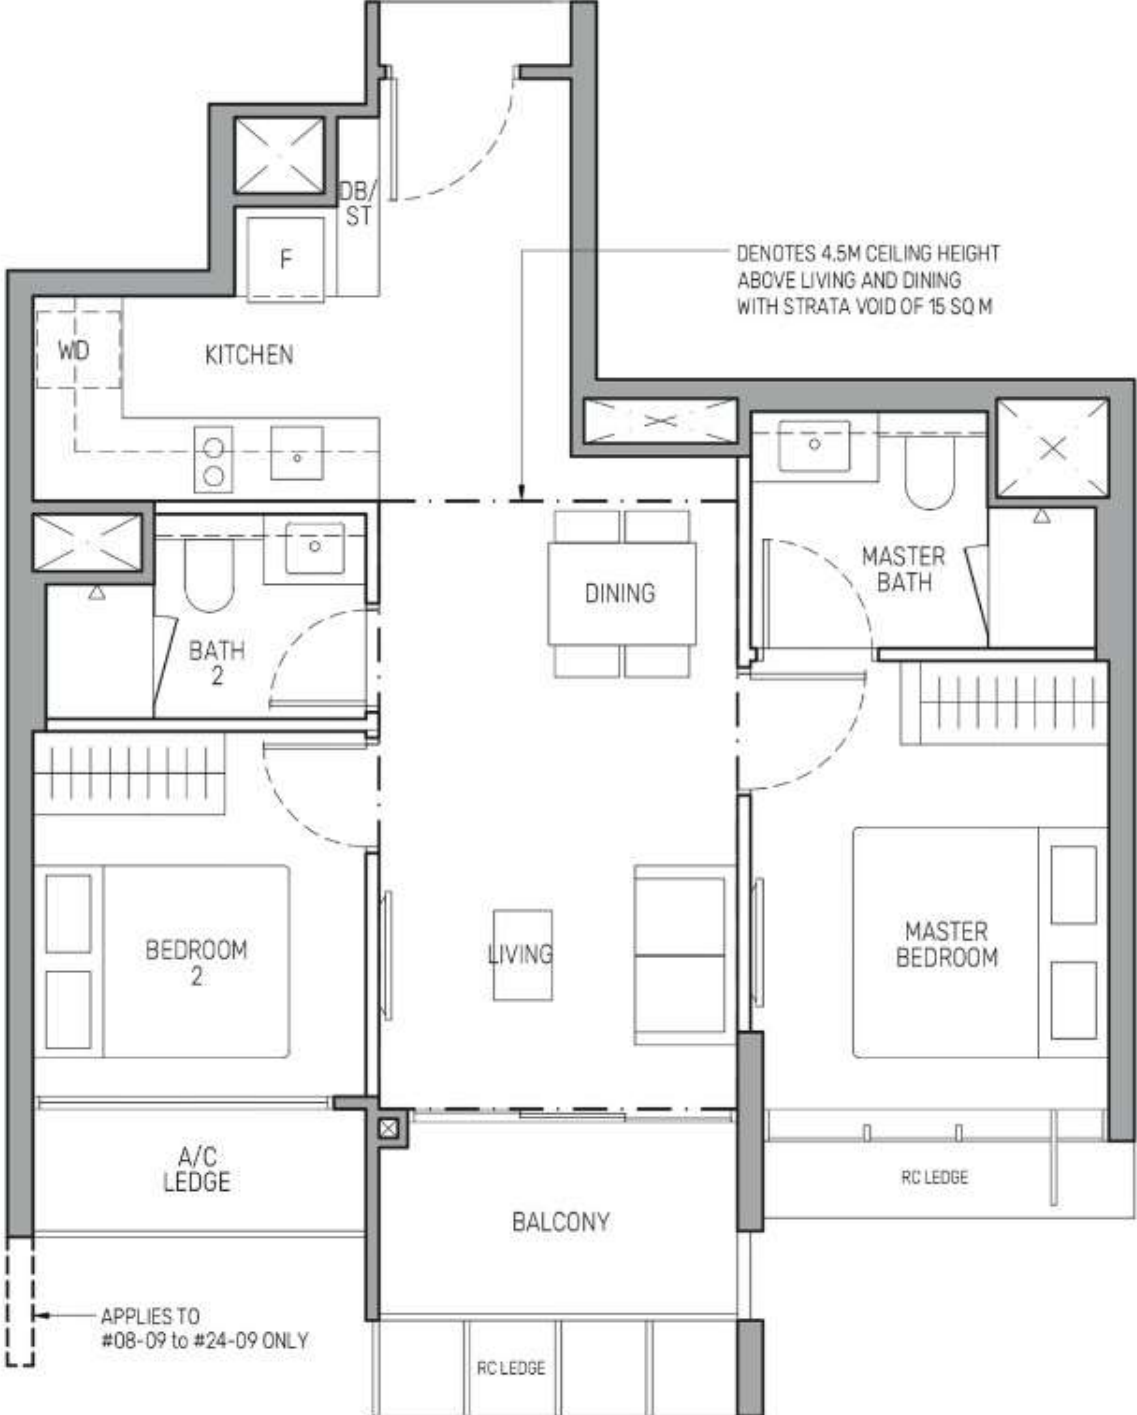 DB/
ST
F
DENOTES 4.5M CEILING HEIGHT
ABOVE LIVING AND DINING
WITH STRATA VOID OF 15 SQ M
WD
KITCHEN
MASTER
BATH
DINING
BATH
2
BEDROOM
2
LIVING
MASTER
BEDROOM
A/C
LEDGE
RC LEDGE
BALCONY
APPLIES TO
#08-09 to #24-09 ONLY
RC LEDGE